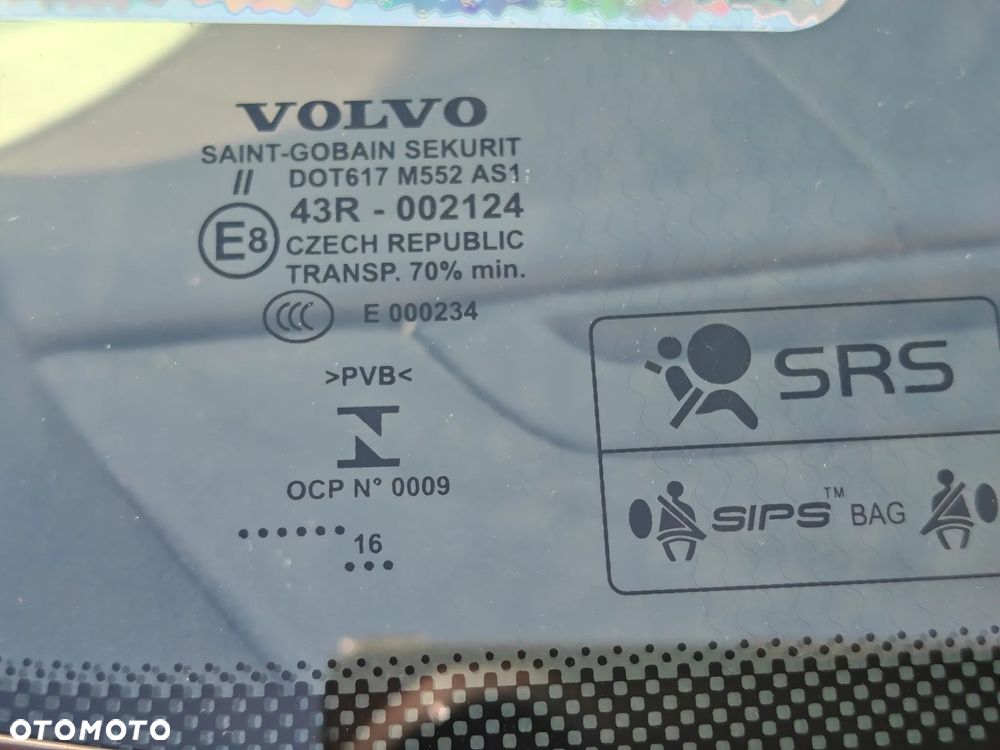 VOLVO
SAINT-GOBAIN SEKURIT
// DOT617 M552 AS1
43R - 002124
E8
CZECH REPUBLIC
TRANSP. 70% min.
CCC E 000234
>PVB<
OCP N° 0009
16
SRS
SIPS™ BAG
OTOMOTO